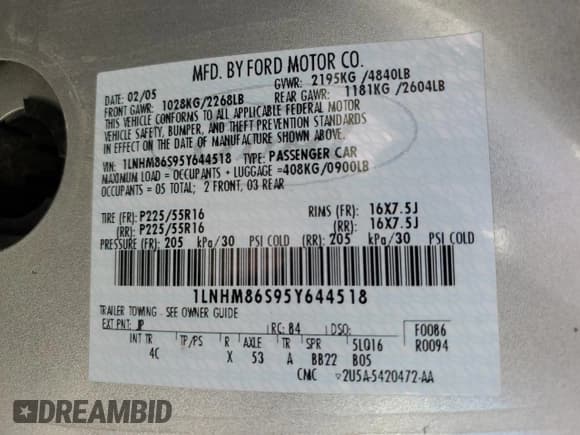 MFD. BY FORD MOTOR CO.
DATE: 02/05 GVWR: 2195KG /4840LB
FRONT GAWR: 1028KG/2268LB REAR GAWR: 1181KG /2604LB
THIS VEHICLE CONFORMS TO ALL APPLICABLE FEDERAL MOTOR
VEHICLE SAFETY, BUMPER, AND THEFT PREVENTION STANDARDS
IN EFFECT ON THE DATE OF MANUFACTURE SHOWN ABOVE.
VIN: 1LNHM86S95Y644518 TYPE: PASSENGER CAR
MAXIMUM LOAD = OCCUPANTS + LUGGAGE =408KG/0900LB
OCCUPANTS = 05 TOTAL; 2 FRONT, 03 REAR
TIRE (FR): P225/55R16 RIMS (FR): 16X7.5J
(RR): P225/55R16 (RR): 16X7.5J
PRESSURE (FR): 205 kPa/30 PSI COLD (RR): 205 kPa/30 PSI COLD
1LNHM86S95Y644518
TRAILER TOWING - SEE OWNER GUIDE
EXT PNT: JP RC: B4 DSO: F0086
INT TR TP/PS R AXLE TR SPR 5LQ16 R0094
4C X 53 A BB22 B05
CMC ▽2U5A-5420472-AA
DREAMBID